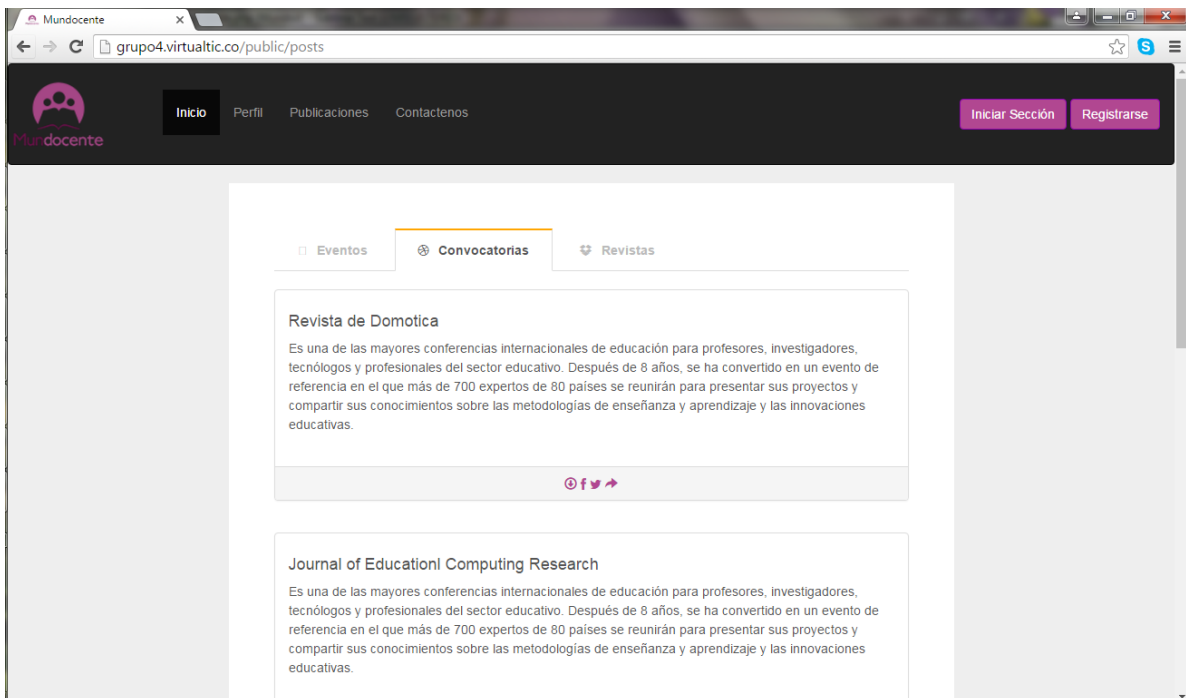 Mundocente
grupo4.virtualtic.co/public/posts
Mundocente
Inicio Perfil Publicaciones Contactenos
Iniciar Sección Registrarse
Eventos Convocatorias Revistas
Revista de Domotica
Es una de las mayores conferencias internacionales de educación para profesores, investigadores,
tecnólogos y profesionales del sector educativo. Después de 8 años, se ha convertido en un evento de
referencia en el que más de 700 expertos de 80 países se reunirán para presentar sus proyectos y
compartir sus conocimientos sobre las metodologías de enseñanza y aprendizaje y las innovaciones
educativas.
Journal of Educationl Computing Research
Es una de las mayores conferencias internacionales de educación para profesores, investigadores,
tecnólogos y profesionales del sector educativo. Después de 8 años, se ha convertido en un evento de
referencia en el que más de 700 expertos de 80 países se reunirán para presentar sus proyectos y
compartir sus conocimientos sobre las metodologías de enseñanza y aprendizaje y las innovaciones
educativas.